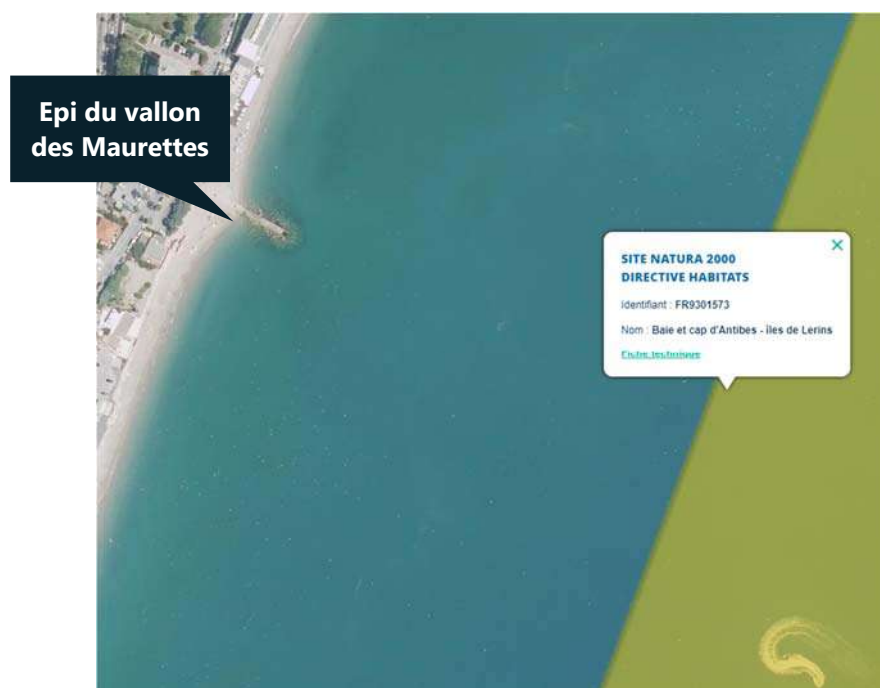 Epi du vallon
des Maurettes
SITE NATURA 2000
DIRECTIVE HABITATS
Identifiant : FR9301573
Nom : Baie et cap d'Antibes - îles de Lerins